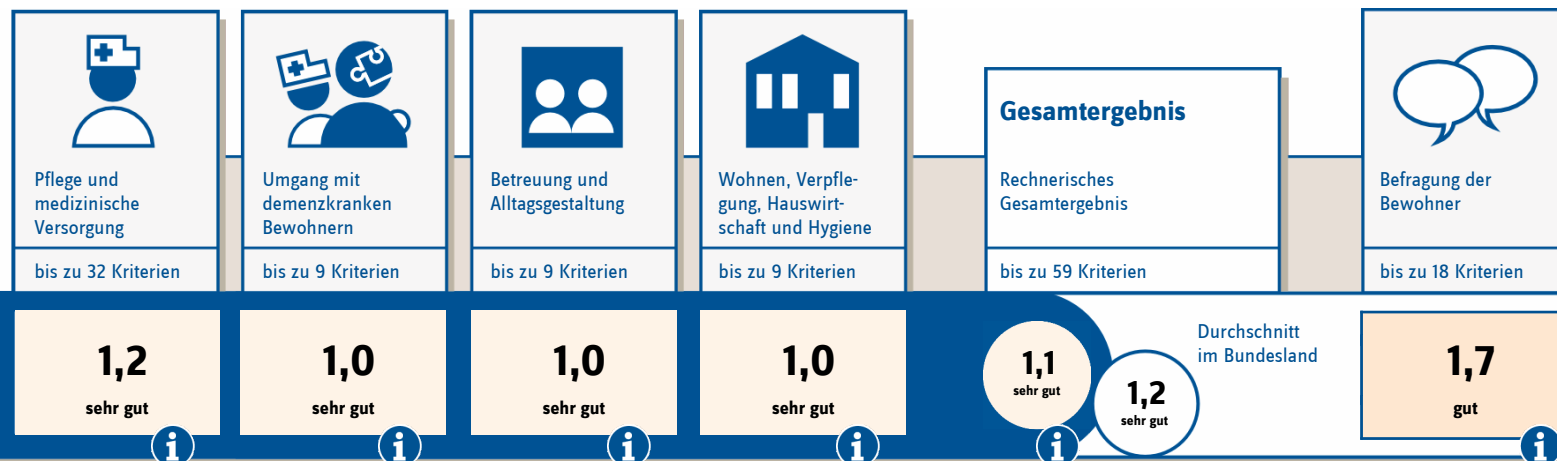 Pflege und
medizinische
Versorgung
bis zu 32 Kriterien
1,2
sehr gut
i
Umgang mit
demenzkranken
Bewohnern
bis zu 9 Kriterien
1,0
sehr gut
i
Betreuung und
Alltagsgestaltung
bis zu 9 Kriterien
1,0
sehr gut
i
Wohnen, Verpfle-
gung, Hauswirt-
schaft und Hygiene
bis zu 9 Kriterien
1,0
sehr gut
i
Gesamtergebnis
Rechnerisches
Gesamtergebnis
bis zu 59 Kriterien
1,1
sehr gut
i
Durchschnitt
im Bundesland
1,2
sehr gut
Befragung der
Bewohner
bis zu 18 Kriterien
1,7
gut
i